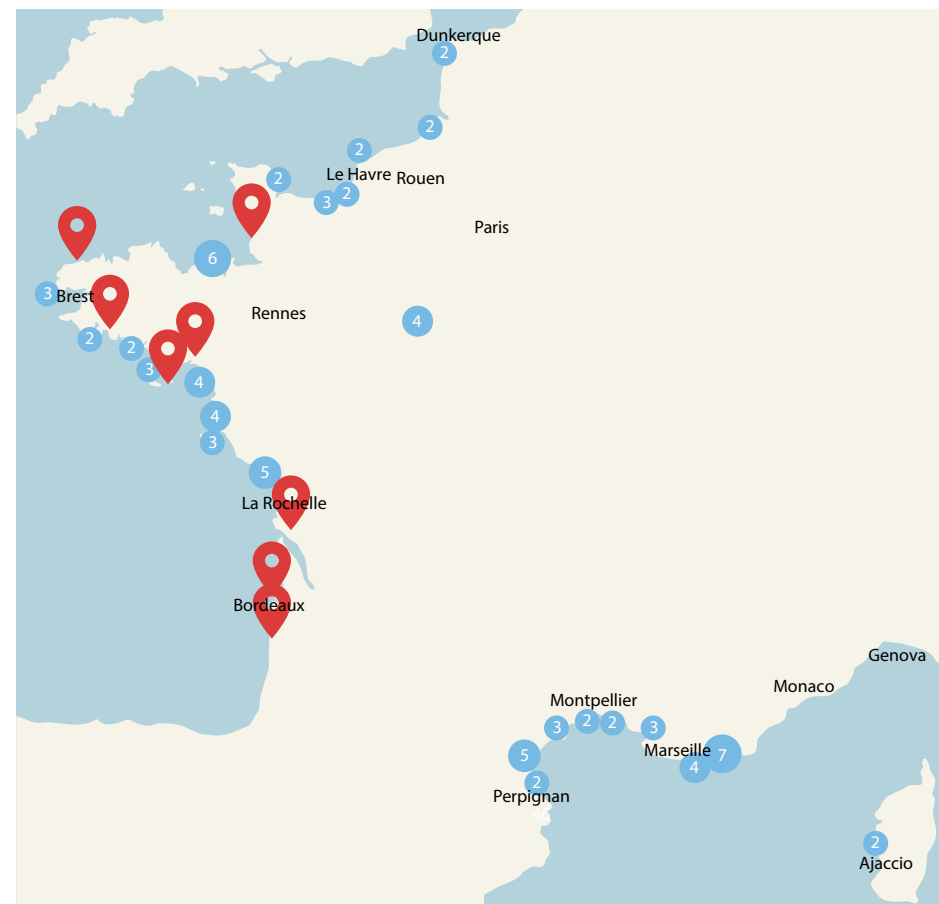 Dunkerque
2
2
2
Le Havre
Rouen
2
2
3
Paris
6
3
Brest
Rennes
4
2
2
3
4
4
3
5
La Rochelle
Bordeaux
Genova
Monaco
Montpellier
3
2
2
3
Marseille
5
4
7
2
Perpignan
46
2
Ajaccio